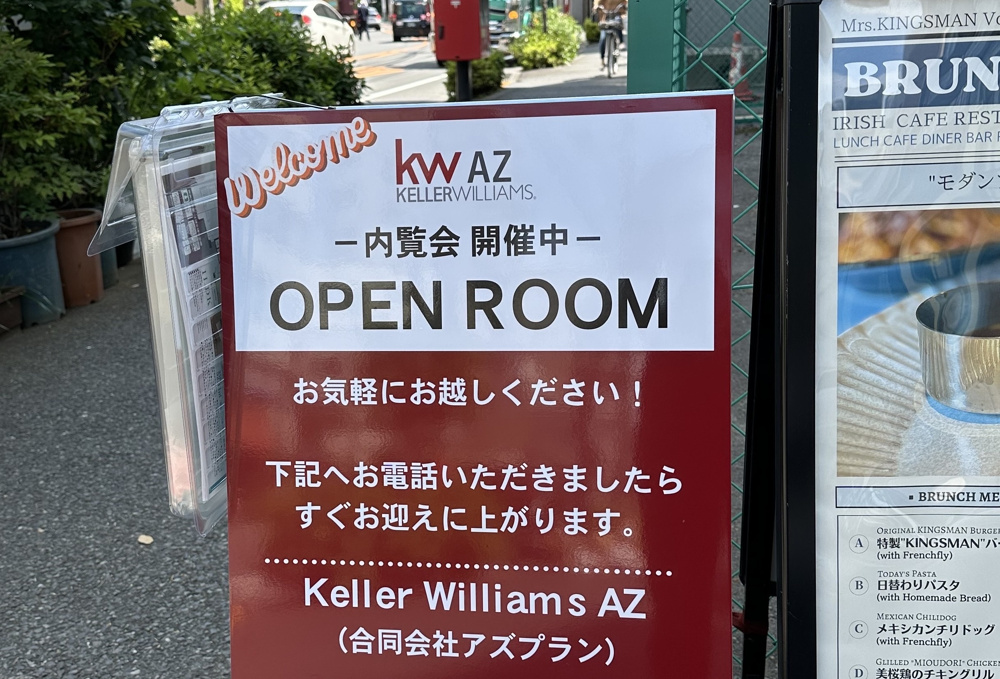 Welcome
kw AZ
KELLERWILLIAMS.
－内覧会 開催中－
OPEN ROOM
お気軽にお越しください！
下記へお電話いただきましたら
すぐお迎えに上がります。
Keller Williams AZ
（合同会社アズプラン）
Mrs.KINGSMAN
BRUN
IRISH CAFE REST
LUNCH CAFE DINER BAR
"モダン
▪ BRUNCH ME
ORIGINAL KINGSMAN BURGER
A 特製"KINGSMAN"バー
(with Frenchfly)
TODAY'S PASTA
B 日替わりパスタ
(with Homemade Bread)
MEXICAN CHILIDOG
C メキシカンチリドッグ
(with Frenchfly)
GLILLED "MIOUDORI" CHICKEN
D 美桜鶏のチキングリル